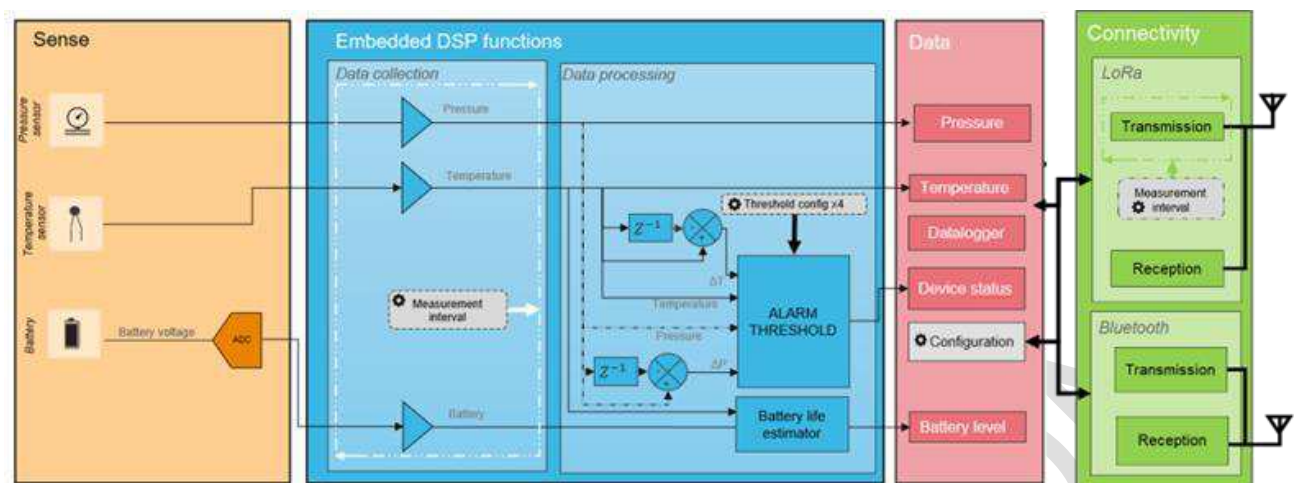 Sense
Embedded DSP functions
Data
Connectivity
Data collection
Data processing
LoRa
Pressure
sensor
Pressure
Pressure
Transmission
Temperature
sensor
Temperature
Temperature
Threshold config x4
Measurement
interval
Z⁻¹
-
+
Datalogger
ΔT
Reception
Measurement
interval
Temperature
ALARM
THRESHOLD
Device status
Battery
Battery voltage
ADC
Pressure
Configuration
Bluetooth
Z⁻¹
-
+
ΔP
Transmission
Battery
Battery life
estimator
Battery level
Reception